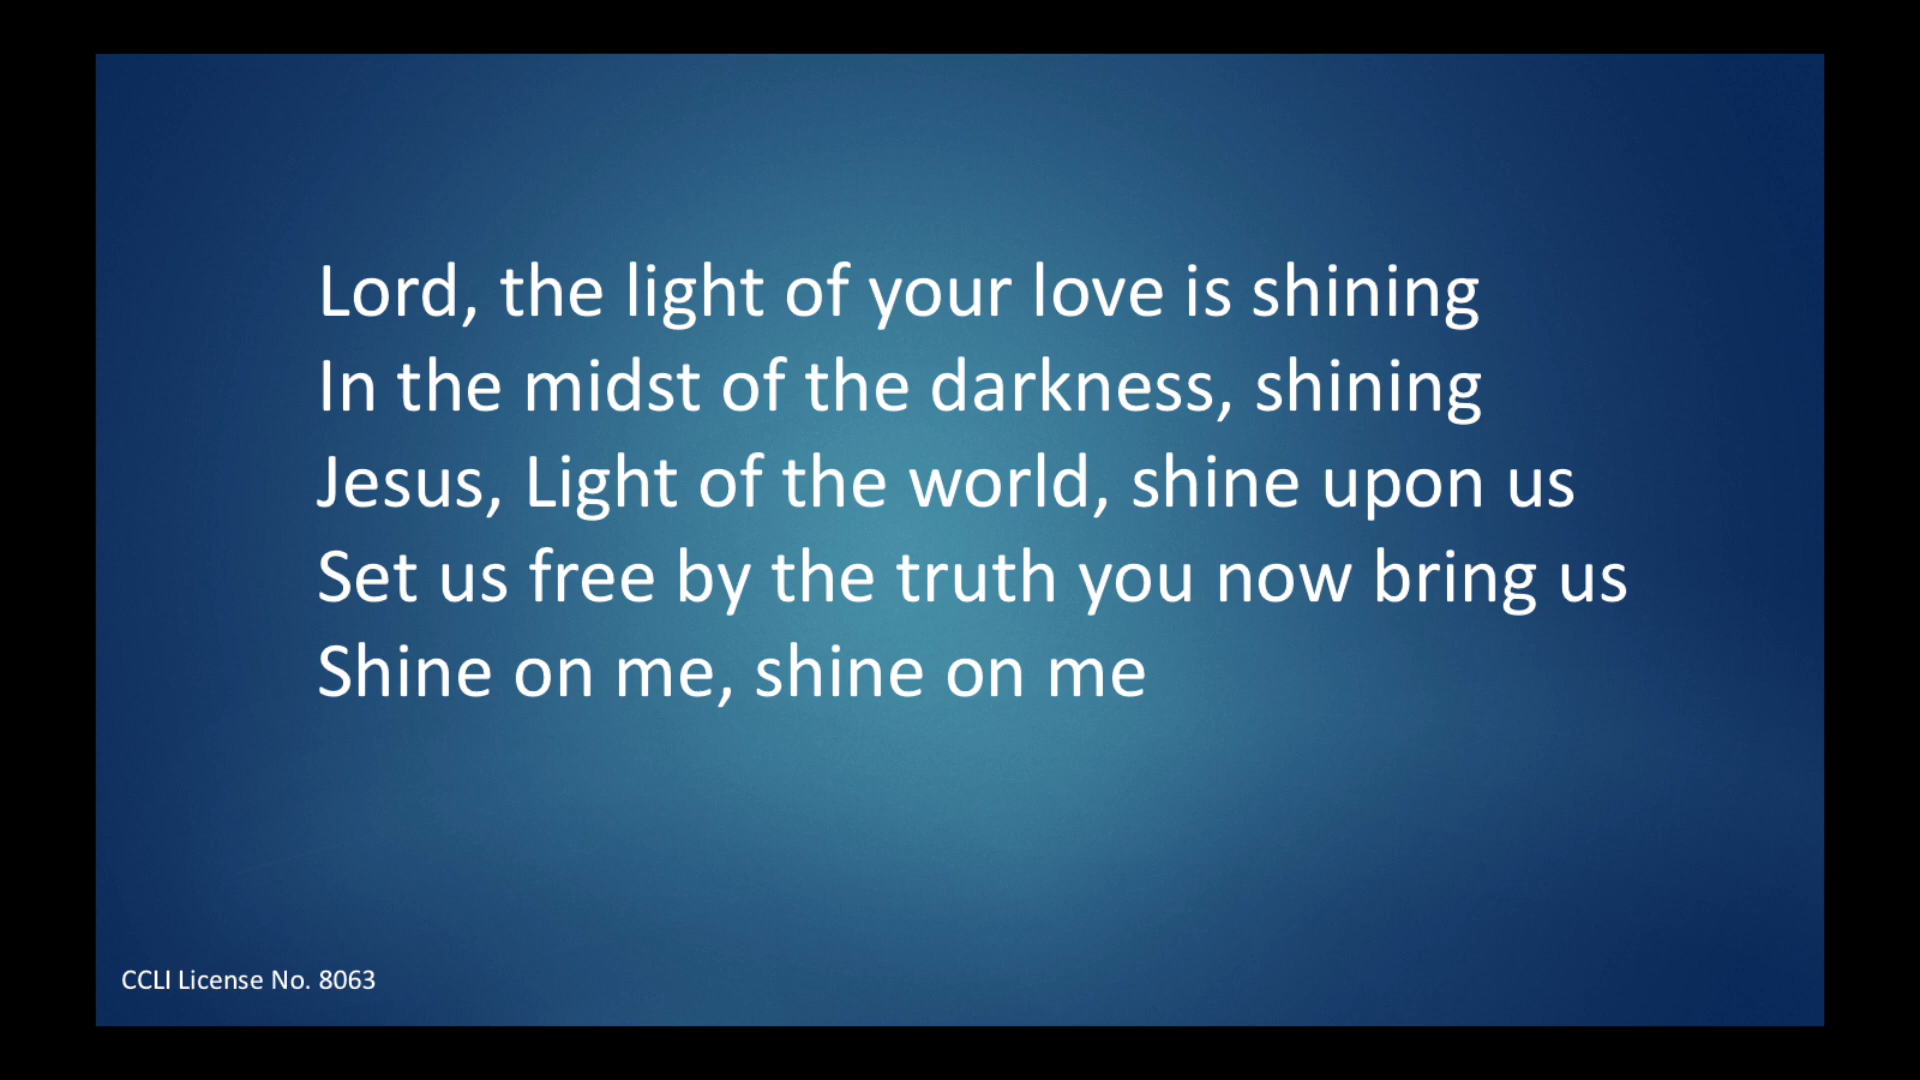 Lord, the light of your love is shining
In the midst of the darkness, shining
Jesus, Light of the world, shine upon us
Set us free by the truth you now bring us
Shine on me, shine on me
CCLI License No. 8063